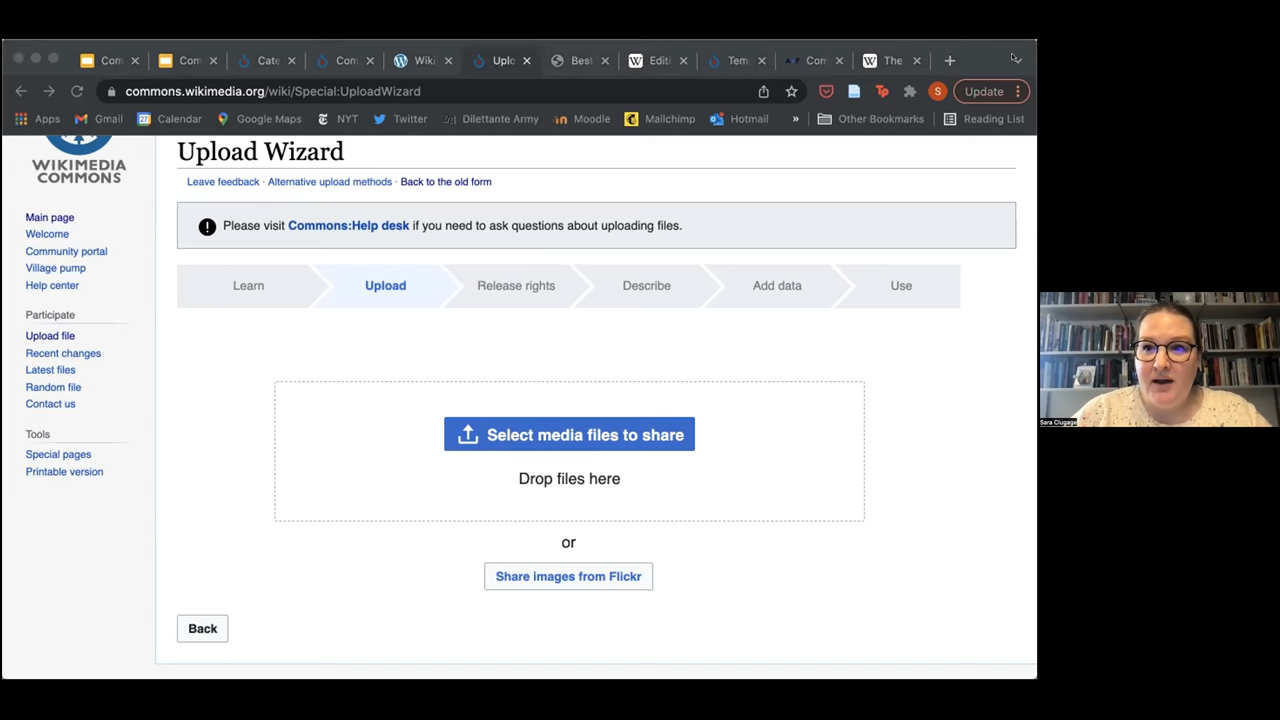 Com
Com
Cate
Com
Wiki
Uplo
Best
Editi
Tem
Com
The
commons.wikimedia.org/wiki/Special:UploadWizard
S
Update
Apps
Gmail
Calendar
Google Maps
NYT
Twitter
Dilettante Army
Moodle
Mailchimp
Hotmail
»
Other Bookmarks
Reading List
WIKIMEDIA
COMMONS
Main page
Welcome
Community portal
Village pump
Help center
Participate
Upload file
Recent changes
Latest files
Random file
Contact us
Tools
Special pages
Printable version
Upload Wizard
Leave feedback · Alternative upload methods · Back to the old form
Please visit Commons:Help desk if you need to ask questions about uploading files.
Learn
Upload
Release rights
Describe
Add data
Use
Select media files to share
Drop files here
or
Share images from Flickr
Back
Sara Clugage